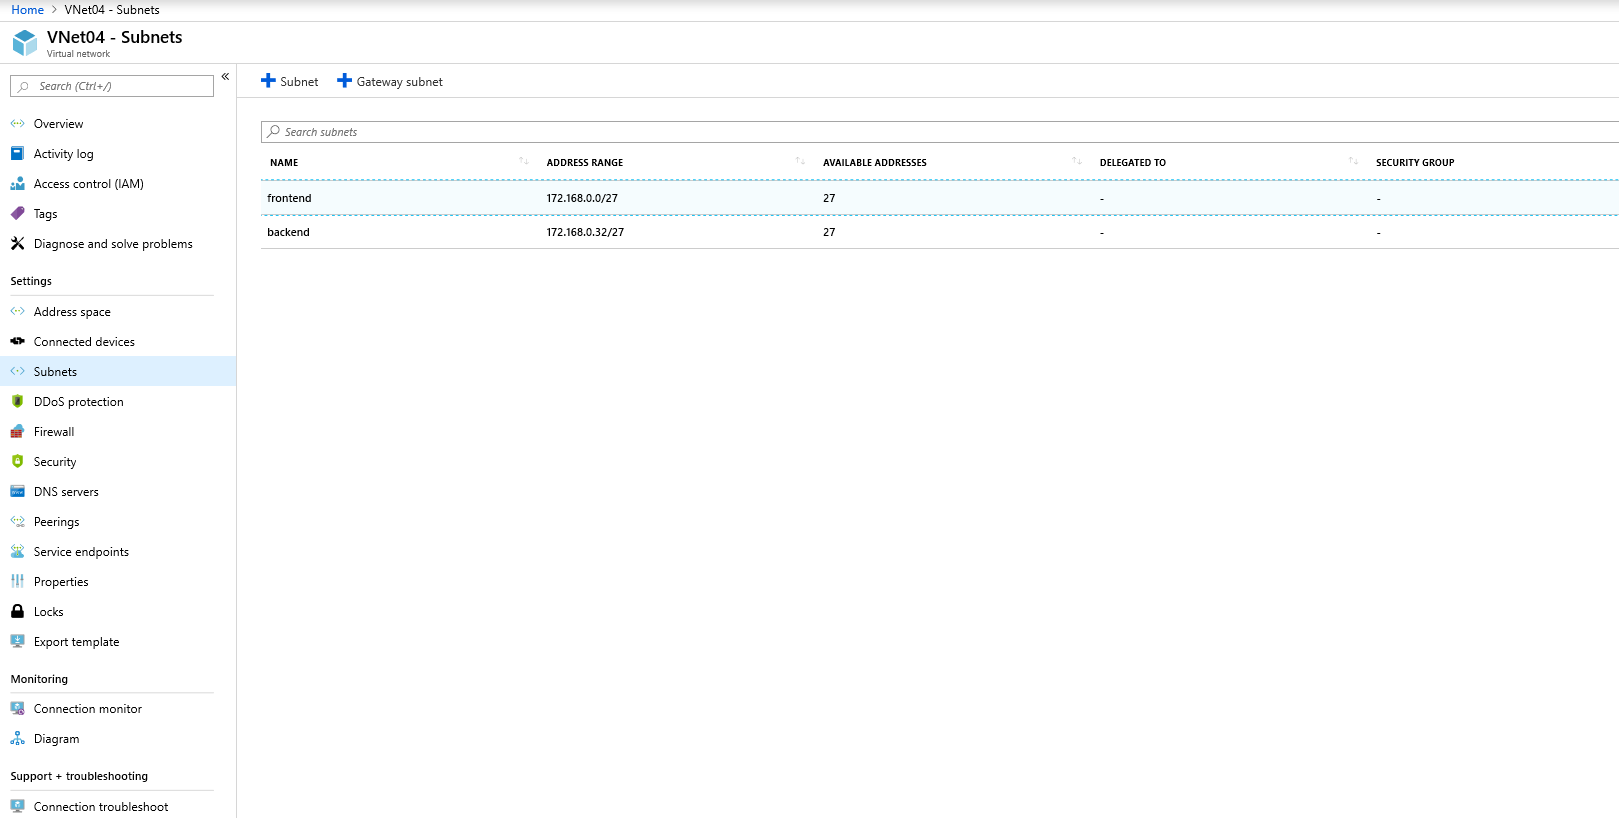 Home > VNet04 - Subnets
VNet04 - Subnets
Virtual network
Search (Ctrl+/)
«
Overview
Activity log
Access control (IAM)
Tags
Diagnose and solve problems
Settings
Address space
Connected devices
Subnets
DDoS protection
Firewall
Security
DNS servers
Peerings
Service endpoints
Properties
Locks
Export template
Monitoring
Connection monitor
Diagram
Support + troubleshooting
Connection troubleshoot
Subnet Gateway subnet
Search subnets
NAME ADDRESS RANGE AVAILABLE ADDRESSES DELEGATED TO SECURITY GROUP
frontend 172.168.0.0/27 27 - -
backend 172.168.0.32/27 27 - -